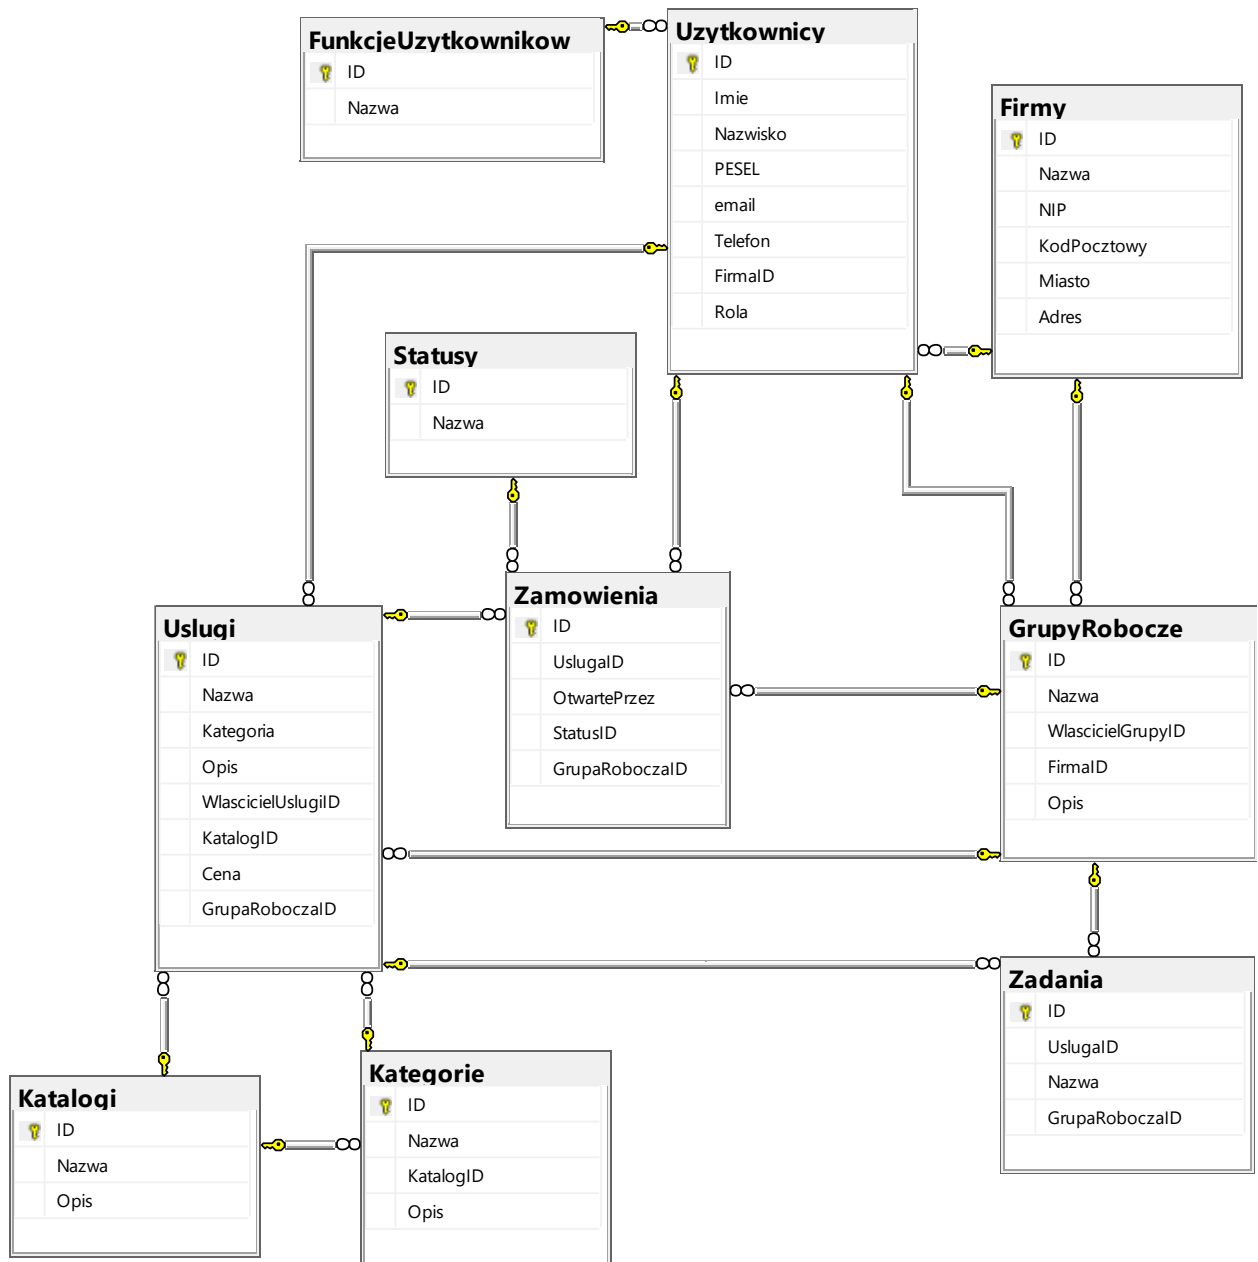 FunkcjeUzytkownikow
ID
Nazwa
Uzytkownicy
ID
Imie
Nazwisko
PESEL
email
Telefon
FirmaID
Rola
Firmy
ID
Nazwa
NIP
KodPocztowy
Miasto
Adres
Statusy
ID
Nazwa
Zamowienia
ID
UslugaID
OtwartePrzez
StatusID
GrupaRoboczaID
Uslugi
ID
Nazwa
Kategoria
Opis
WlascicielUslugiID
KatalogID
Cena
GrupaRoboczaID
GrupyRobocze
ID
Nazwa
WlascicielGrupyID
FirmaID
Opis
Zadania
ID
UslugaID
Nazwa
GrupaRoboczaID
Katalogi
ID
Nazwa
Opis
Kategorie
ID
Nazwa
KatalogID
Opis